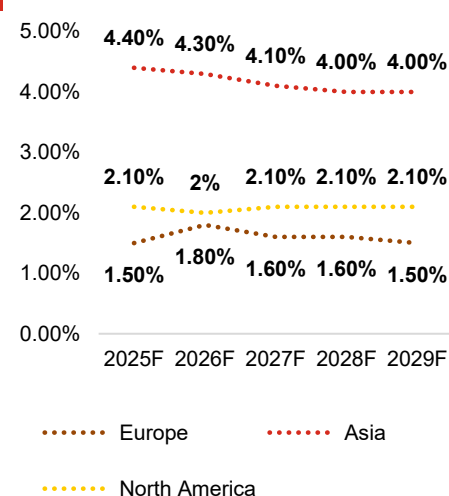 5.00%
4.40% 4.30% 4.10% 4.00% 4.00%
4.00%
3.00%
2.10% 2% 2.10% 2.10% 2.10%
2.00%
1.50% 1.80% 1.60% 1.60% 1.50%
1.00%
0.00%
2025F 2026F 2027F 2028F 2029F
Europe Asia
North America